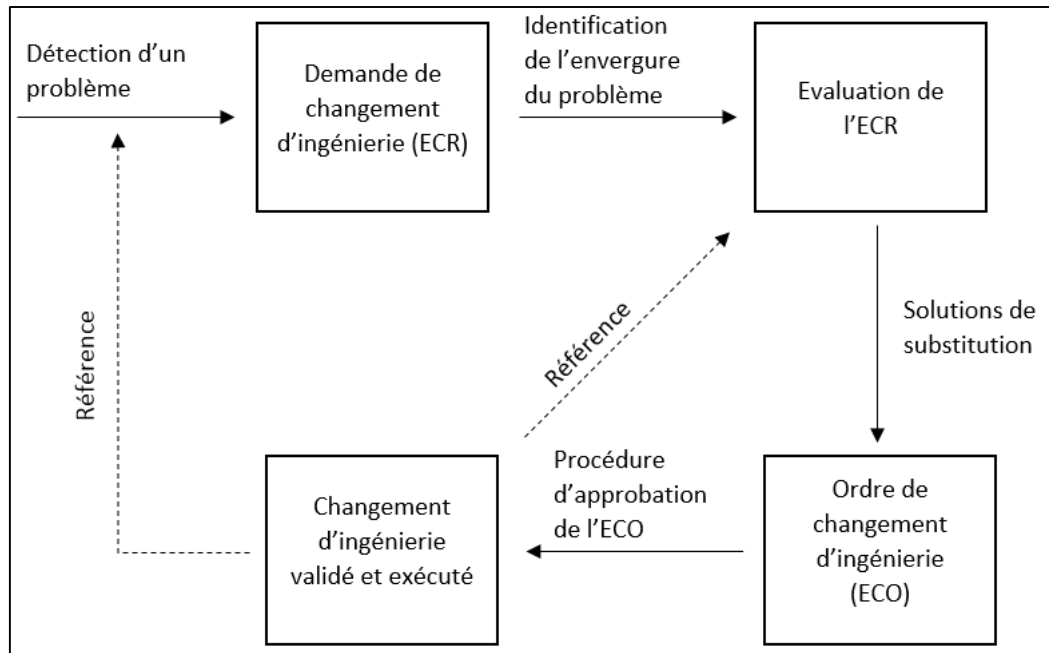 Détection d’un
problème
Demande de
changement
d’ingénierie (ECR)
Identification
de l’envergure
du problème
Evaluation de
l’ECR
Solutions de
substitution
Référence
Référence
Changement
d’ingénierie
validé et exécuté
Procédure
d’approbation
de l’ECO
Ordre de
changement
d’ingénierie
(ECO)